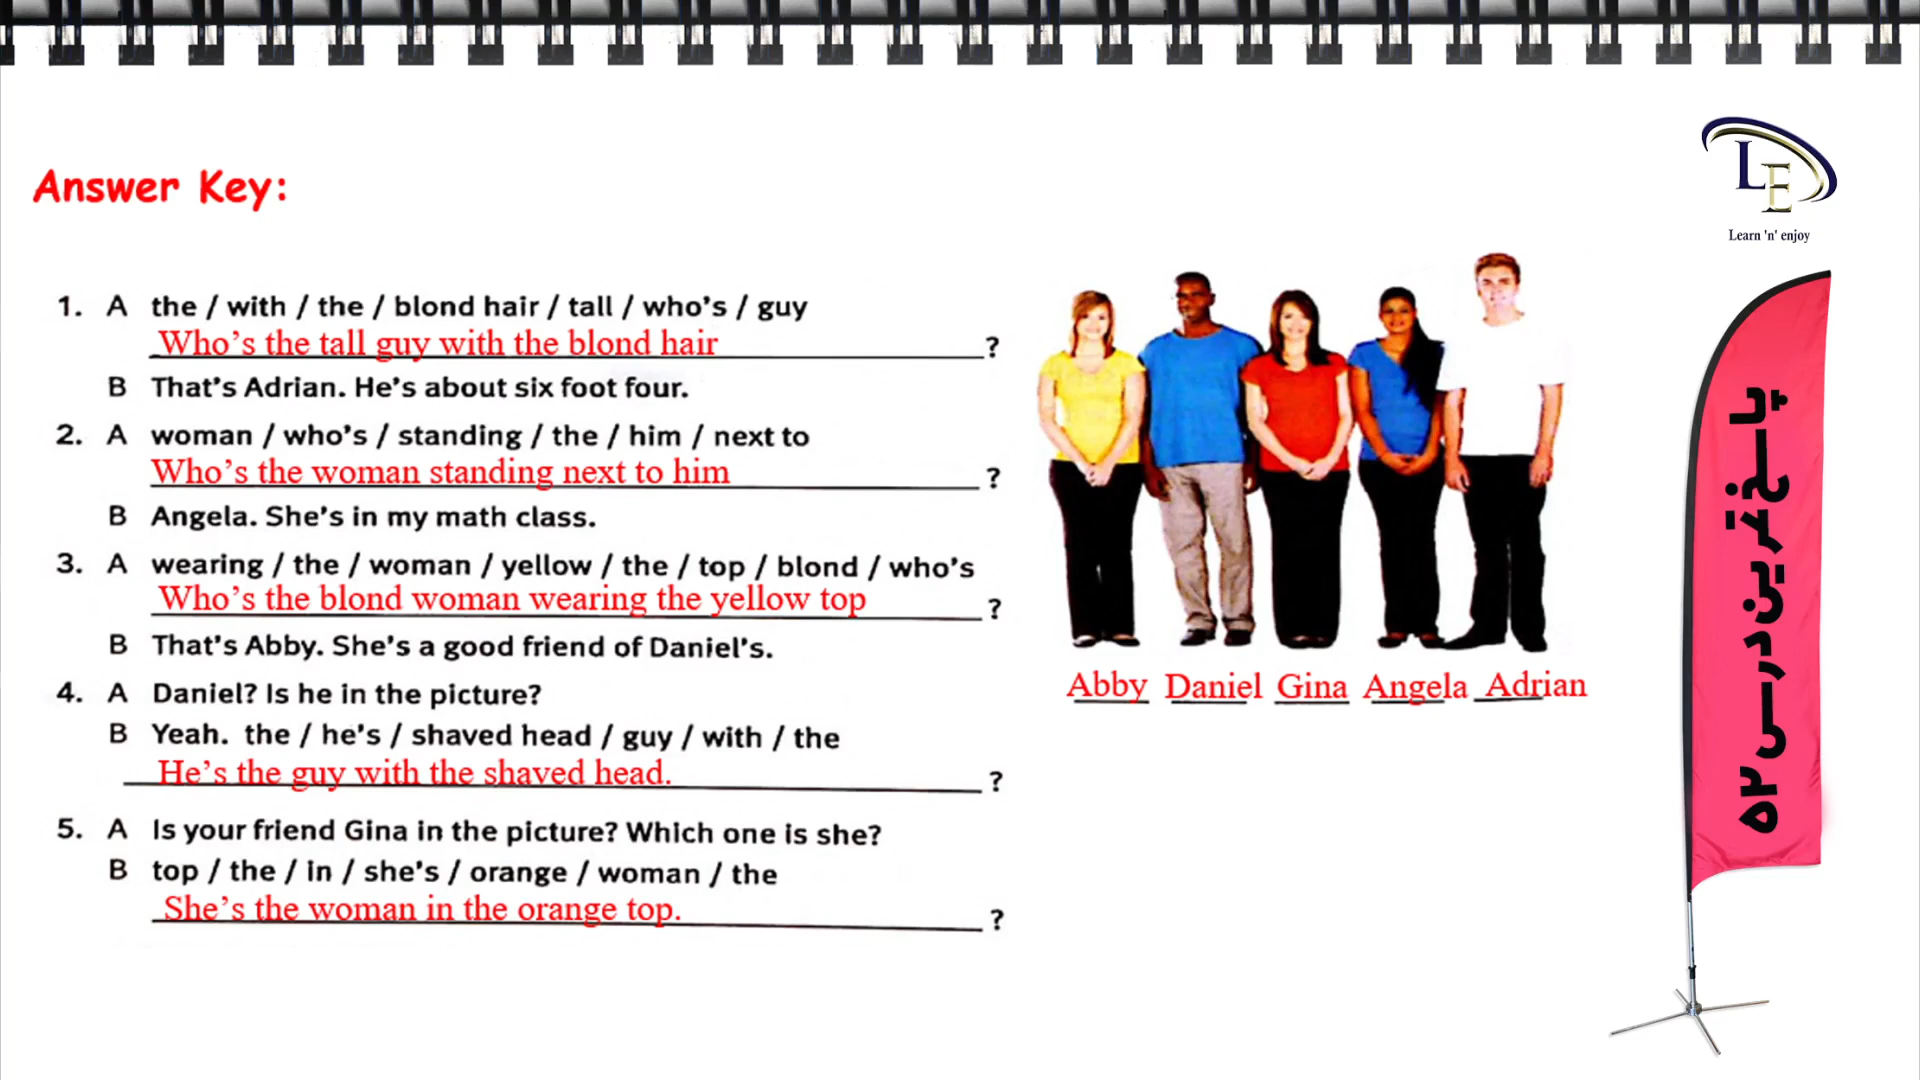 Answer Key:
1. A the / with / the / blond hair / tall / who's / guy
Who's the tall guy with the blond hair ?
B That's Adrian. He's about six foot four.
2. A woman / who's / standing / the / him / next to
Who's the woman standing next to him ?
B Angela. She's in my math class.
3. A wearing / the / woman / yellow / the / top / blond / who's
Who's the blond woman wearing the yellow top ?
B That's Abby. She's a good friend of Daniel's.
4. A Daniel? Is he in the picture?
B Yeah. the / he's / shaved head / guy / with / the
He's the guy with the shaved head. ?
5. A Is your friend Gina in the picture? Which one is she?
B top / the / in / she's / orange / woman / the
She's the woman in the orange top. ?
Abby Daniel Gina Angela Adrian
LE
Learn 'n' enjoy
پاسخ تمرین درس ۵۲